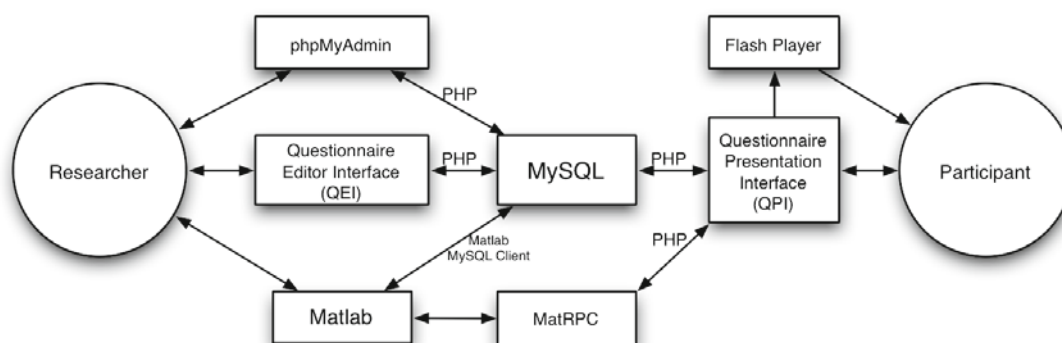 phpMyAdmin
Flash Player
PHP
Researcher
Questionnaire
Editor Interface
(QEI)
PHP
MySQL
PHP
Questionnaire
Presentation
Interface
(QPI)
Participant
Matlab
MySQL Client
PHP
Matlab
MatRPC